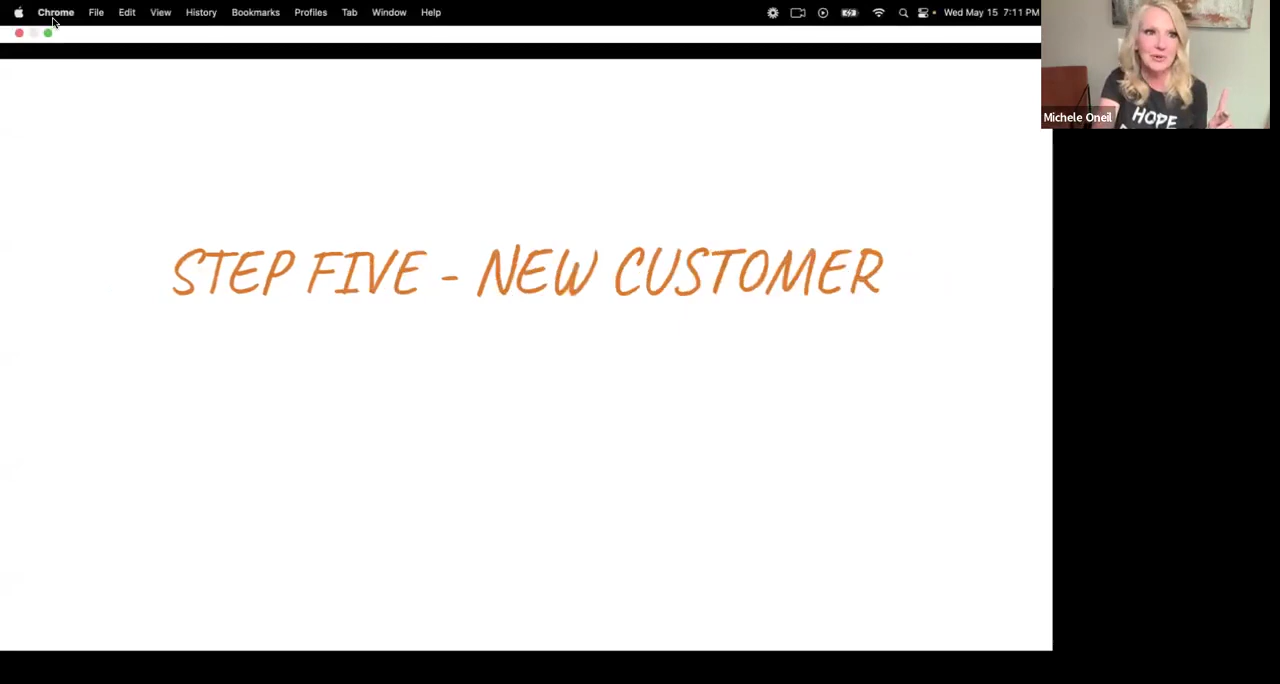 Chrome File Edit View History Bookmarks Profiles Tab Window Help
Wed May 15 7:11 PM
Michele Oneil
HOPE
STEP FIVE - NEW CUSTOMER